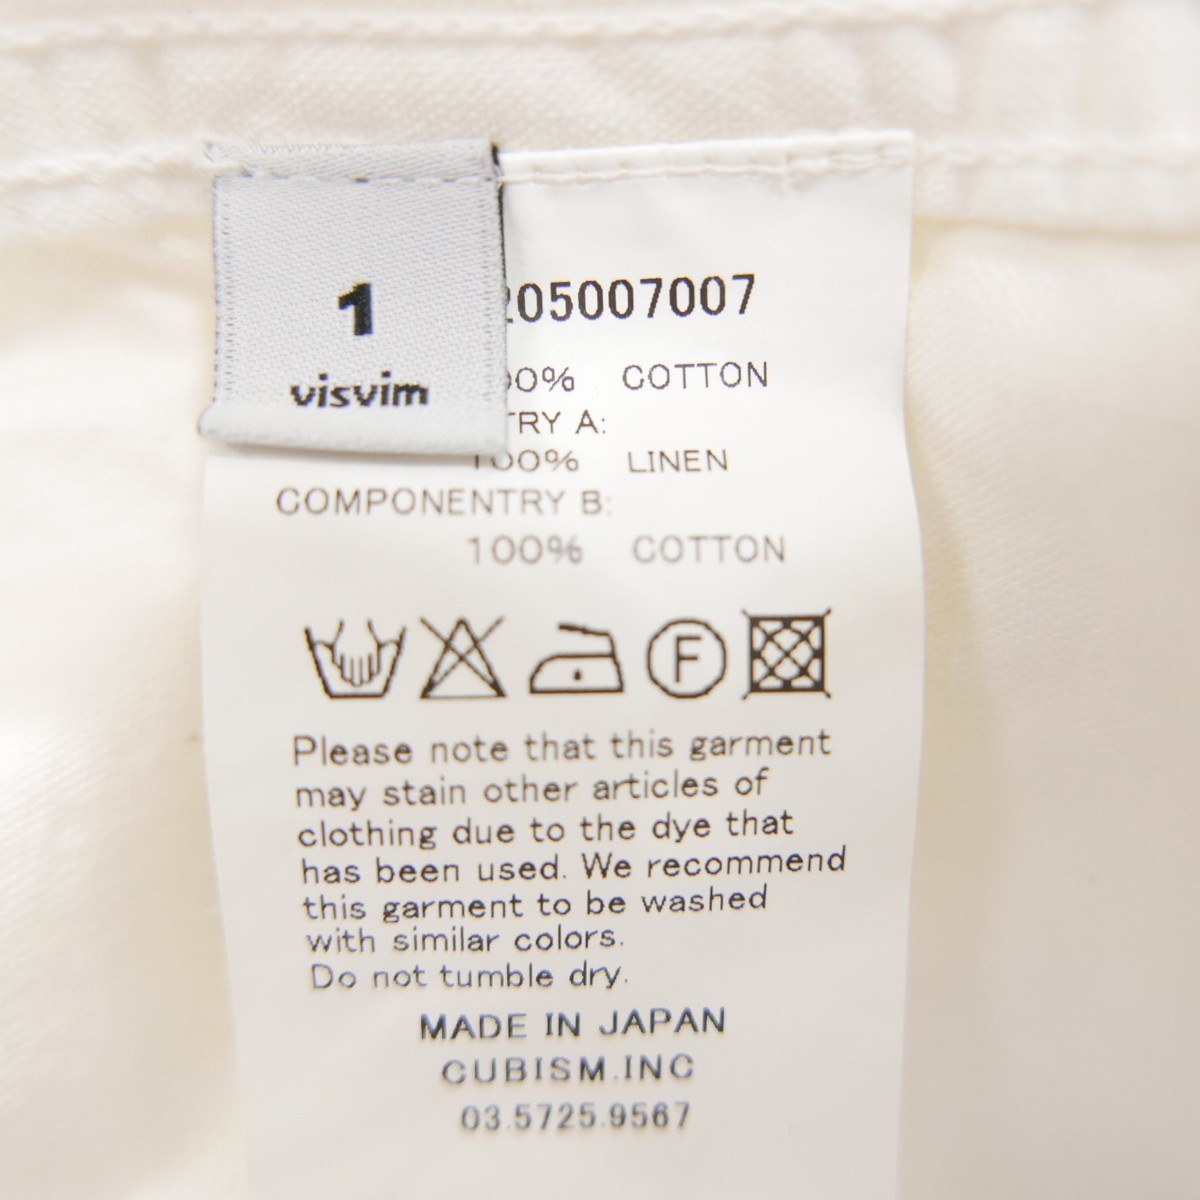 1
visvim
205007007
00% COTTON
TRY A:
100% LINEN
COMPONENTRY B:
100% COTTON
F
Please note that this garment
may stain other articles of
clothing due to the dye that
has been used. We recommend
this garment to be washed
with similar colors.
Do not tumble dry.
MADE IN JAPAN
CUBISM.INC
03.5725.9567